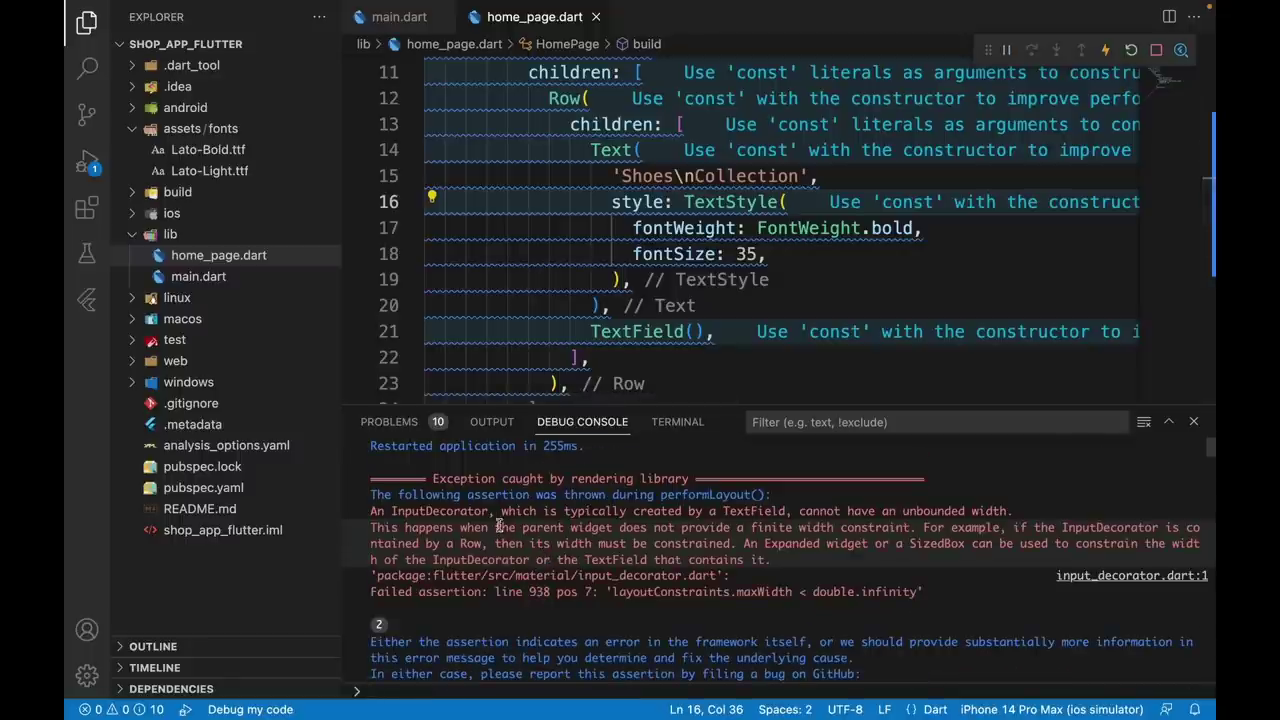 EXPLORER
main.dart
home_page.dart
SHOP_APP_FLUTTER
lib
home_page.dart
HomePage
build
.dart_tool
.idea
android
assets/fonts
Lato-Bold.ttf
Lato-Light.ttf
build
ios
lib
home_page.dart
main.dart
linux
macos
test
web
windows
.gitignore
.metadata
analysis_options.yaml
pubspec.lock
pubspec.yaml
README.md
shop_app_flutter.iml
OUTLINE
TIMELINE
DEPENDENCIES
1
11 children: [ Use 'const' literals as arguments to constru
12 Row( Use 'const' with the constructor to improve perfo
13 children: [ Use 'const' literals as arguments to con
14 Text( Use 'const' with the constructor to improve
15 'Shoes\nCollection',
16 style: TextStyle( Use 'const' with the construct
17 fontWeight: FontWeight.bold,
18 fontSize: 35,
19 ), // TextStyle
20 ), // Text
21 TextField(), Use 'const' with the constructor to i
22 ],
23 ), // Row
PROBLEMS 10 OUTPUT DEBUG CONSOLE TERMINAL Filter (e.g. text, !exclude)
Restarted application in 255ms.
Exception caught by rendering library
The following assertion was thrown during performLayout():
An InputDecorator, which is typically created by a TextField, cannot have an unbounded width.
This happens when the parent widget does not provide a finite width constraint. For example, if the InputDecorator is co
ntained by a Row, then its width must be constrained. An Expanded widget or a SizedBox can be used to constrain the widt
h of the InputDecorator or the TextField that contains it.
'package:flutter/src/material/input_decorator.dart': input_decorator.dart:1
Failed assertion: line 938 pos 7: 'layoutConstraints.maxWidth < double.infinity'
2
Either the assertion indicates an error in the framework itself, or we should provide substantially more information in
this error message to help you determine and fix the underlying cause.
In either case, please report this assertion by filing a bug on GitHub:
0 0 10 Debug my code Ln 16, Col 36 Spaces: 2 UTF-8 LF {} Dart iPhone 14 Pro Max (ios simulator)